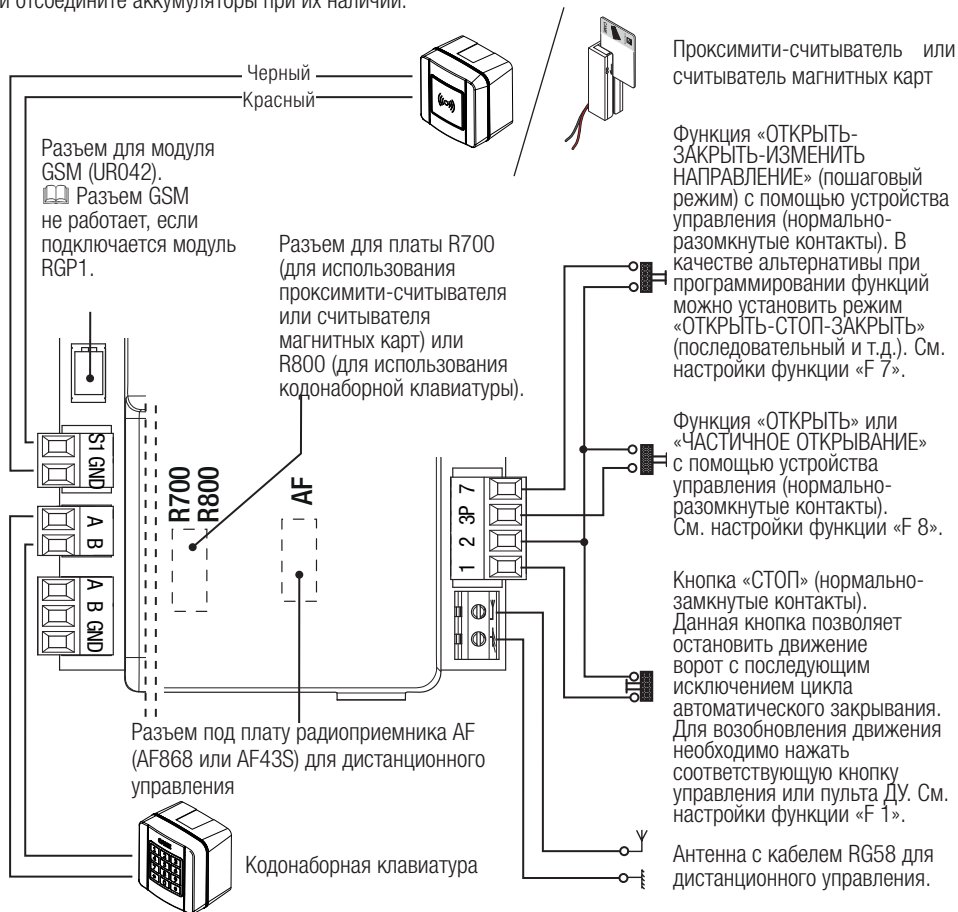 и отсоедините аккумуляторы при их наличии.
Черный
Красный
Проксимити-считыватель или
считыватель магнитных карт
Разъем для модуля
GSM (UR042).
Разъем GSM
не работает, если
подключается модуль
RGP1.
Разъем для платы R700
(для использования
проксимити-считывателя
или считывателя
магнитных карт) или
R800 (для использования
кодонаборной клавиатуры).
Функция «ОТКРЫТЬ-
ЗАКРЫТЬ-ИЗМЕНИТЬ
НАПРАВЛЕНИЕ» (пошаговый
режим) с помощью устройства
управления (нормально-
разомкнутые контакты). В
качестве альтернативы при
программировании функций
можно установить режим
«ОТКРЫТЬ-СТОП-ЗАКРЫТЬ»
(последовательный и т.д.). См.
настройки функции «F 7».
Функция «ОТКРЫТЬ» или
«ЧАСТИЧНОЕ ОТКРЫВАНИЕ»
с помощью устройства
управления (нормально-
разомкнутые контакты).
См. настройки функции «F 8».
S1 GND
A B
A B GND
R700
R800
AF
1 2 3P 7
Кнопка «СТОП» (нормально-
замкнутые контакты).
Данная кнопка позволяет
остановить движение
ворот с последующим
исключением цикла
автоматического закрывания.
Для возобновления движения
необходимо нажать
соответствующую кнопку
управления или пульта ДУ. См.
настройки функции «F 1».
Разъем под плату радиоприемника AF
(AF868 или AF43S) для дистанционного
управления
Кодонаборная клавиатура
Антенна с кабелем RG58 для
дистанционного управления.